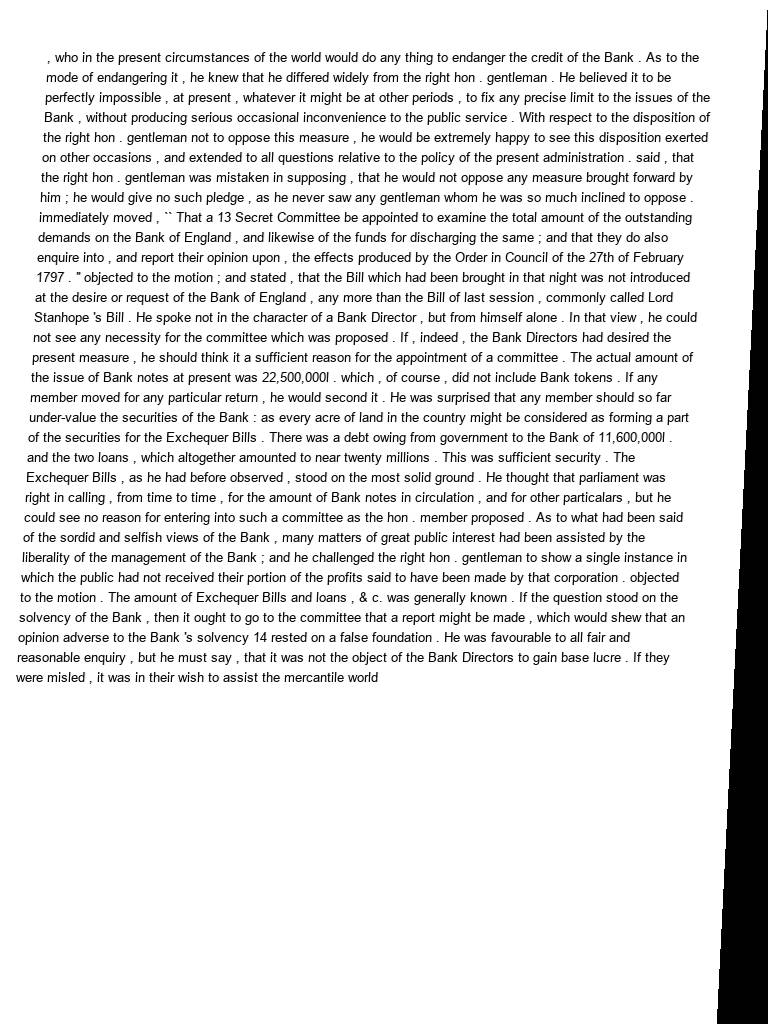 , who in the present circumstances of the world would do any thing to endanger the credit of the Bank . As to the
mode of endangering it , he knew that he differed widely from the right hon . gentleman . He believed it to be
perfectly impossible , at present , whatever it might be at other periods , to fix any precise limit to the issues of the
Bank , without producing serious occasional inconvenience to the public service . With respect to the disposition of
the right hon . gentleman not to oppose this measure , he would be extremely happy to see this disposition exerted
on other occasions , and extended to all questions relative to the policy of the present administration . said , that
the right hon . gentleman was mistaken in supposing , that he would not oppose any measure brought forward by
him ; he would give no such pledge , as he never saw any gentleman whom he was so much inclined to oppose .
immediately moved , `` That a 13 Secret Committee be appointed to examine the total amount of the outstanding
demands on the Bank of England , and likewise of the funds for discharging the same ; and that they do also
enquire into , and report their opinion upon , the effects produced by the Order in Council of the 27th of February
1797 . '' objected to the motion ; and stated , that the Bill which had been brought in that night was not introduced
at the desire or request of the Bank of England , any more than the Bill of last session , commonly called Lord
Stanhope 's Bill . He spoke not in the character of a Bank Director , but from himself alone . In that view , he could
not see any necessity for the committee which was proposed . If , indeed , the Bank Directors had desired the
present measure , he should think it a sufficient reason for the appointment of a committee . The actual amount of
the issue of Bank notes at present was 22,500,000l . which , of course , did not include Bank tokens . If any
member moved for any particular return , he would second it . He was surprised that any member should so far
under-value the securities of the Bank : as every acre of land in the country might be considered as forming a part
of the securities for the Exchequer Bills . There was a debt owing from government to the Bank of 11,600,000l .
and the two loans , which altogether amounted to near twenty millions . This was sufficient security . The
Exchequer Bills , as he had before observed , stood on the most solid ground . He thought that parliament was
right in calling , from time to time , for the amount of Bank notes in circulation , and for other particalars , but he
could see no reason for entering into such a committee as the hon . member proposed . As to what had been said
of the sordid and selfish views of the Bank , many matters of great public interest had been assisted by the
liberality of the management of the Bank ; and he challenged the right hon . gentleman to show a single instance in
which the public had not received their portion of the profits said to have been made by that corporation . objected
to the motion . The amount of Exchequer Bills and loans , & c. was generally known . If the question stood on the
solvency of the Bank , then it ought to go to the committee that a report might be made , which would shew that an
opinion adverse to the Bank 's solvency 14 rested on a false foundation . He was favourable to all fair and
reasonable enquiry , but he must say , that it was not the object of the Bank Directors to gain base lucre . If they
were misled , it was in their wish to assist the mercantile world